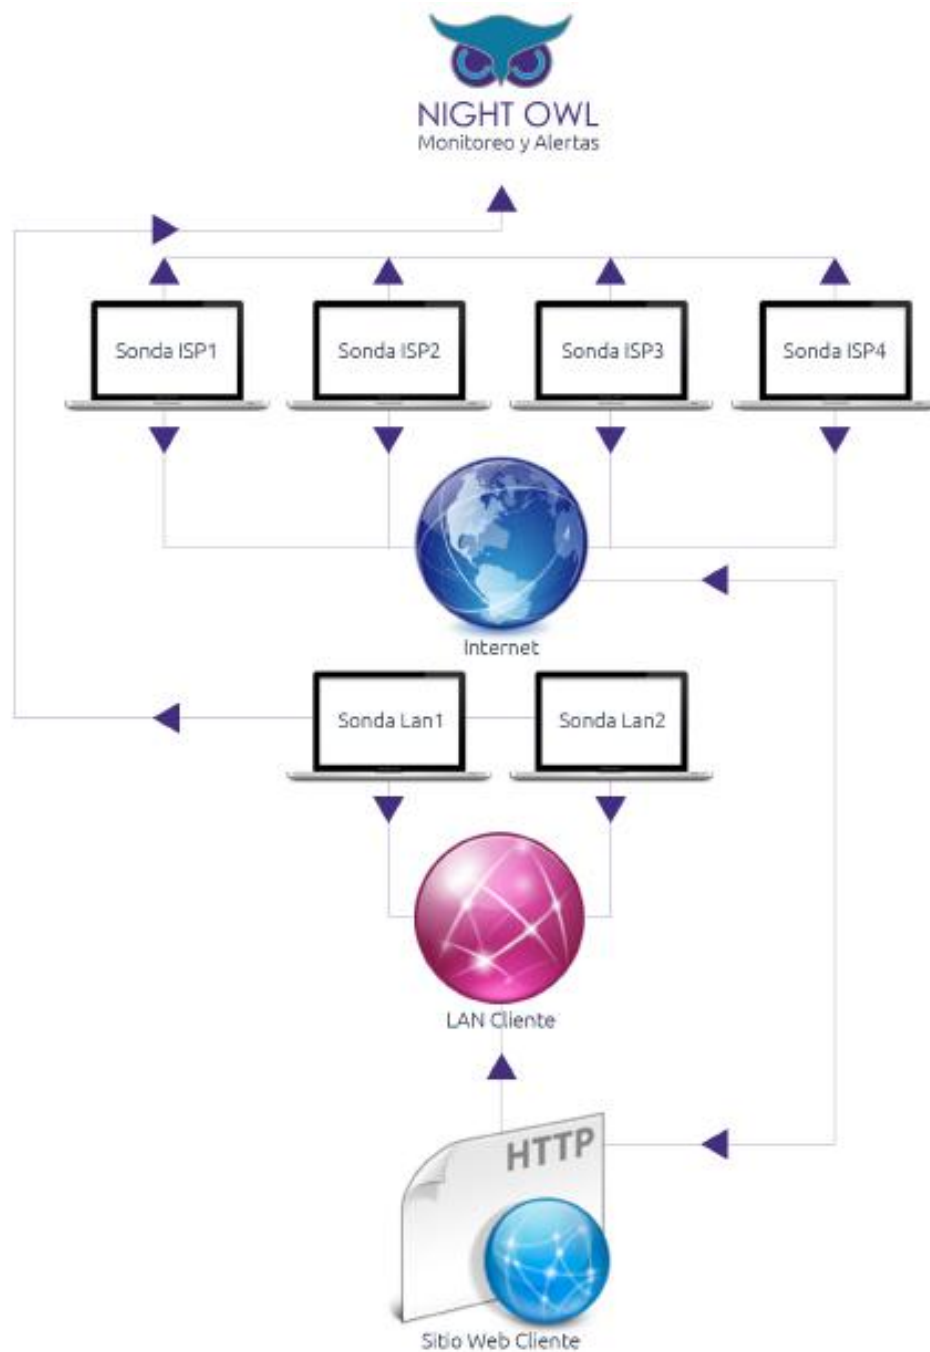 NIGHT OWL
Monitoreo y Alertas
Sonda ISP1
Sonda ISP2
Sonda ISP3
Sonda ISP4
Internet
Sonda Lan1
Sonda Lan2
LAN Cliente
HTTP
Sitio Web Cliente